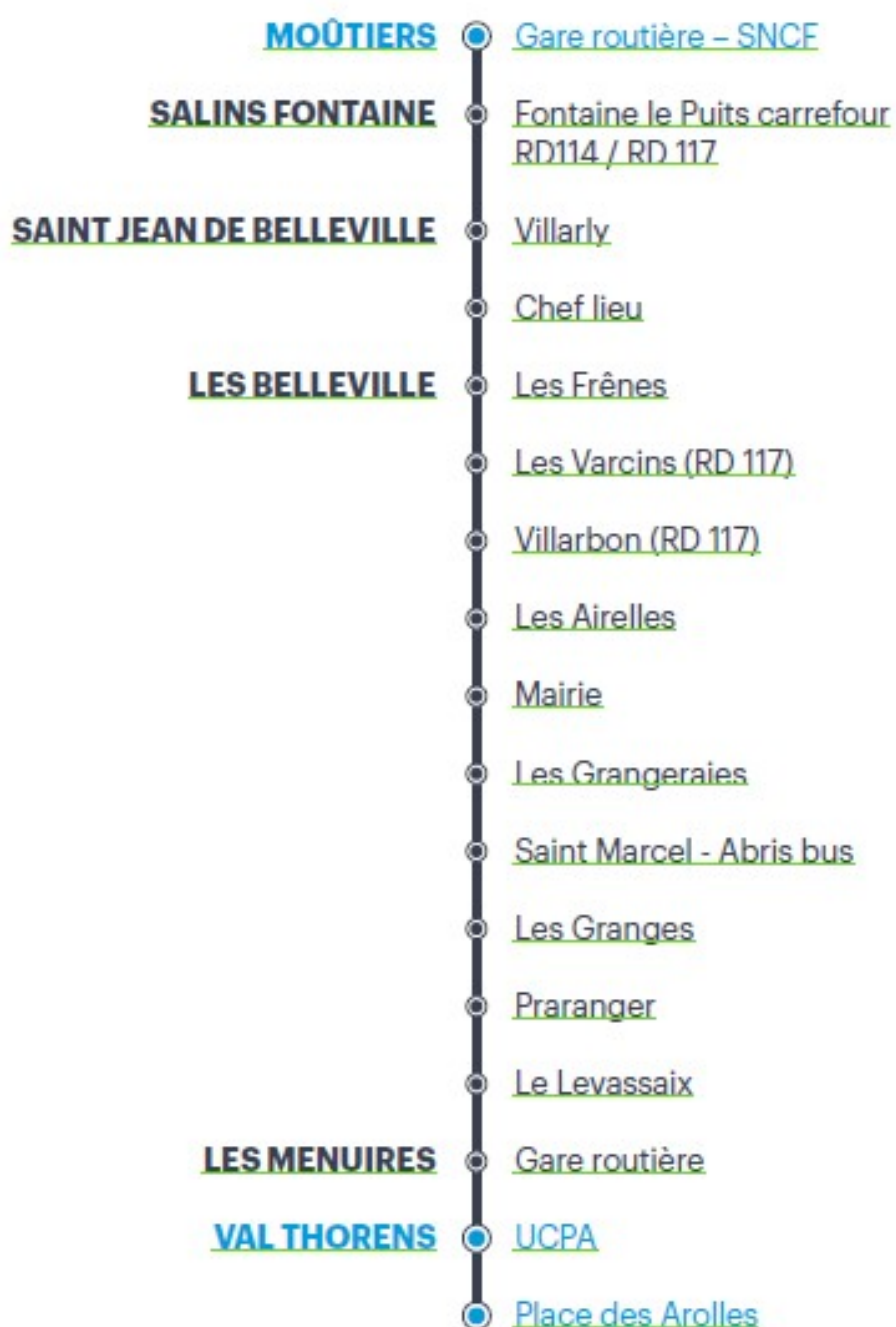 MOÛTIERS Gare routière – SNCF
SALINS FONTAINE Fontaine le Puits carrefour
RD114 / RD 117
SAINT JEAN DE BELLEVILLE Villarly
Chef lieu
LES BELLEVILLE Les Frênes
Les Varcins (RD 117)
Villarbon (RD 117)
Les Airelles
Mairie
Les Grangeraies
Saint Marcel - Abris bus
Les Granges
Praranger
Le Levassaix
LES MENUIRES Gare routière
VAL THORENS UCPA
Place des Arolles